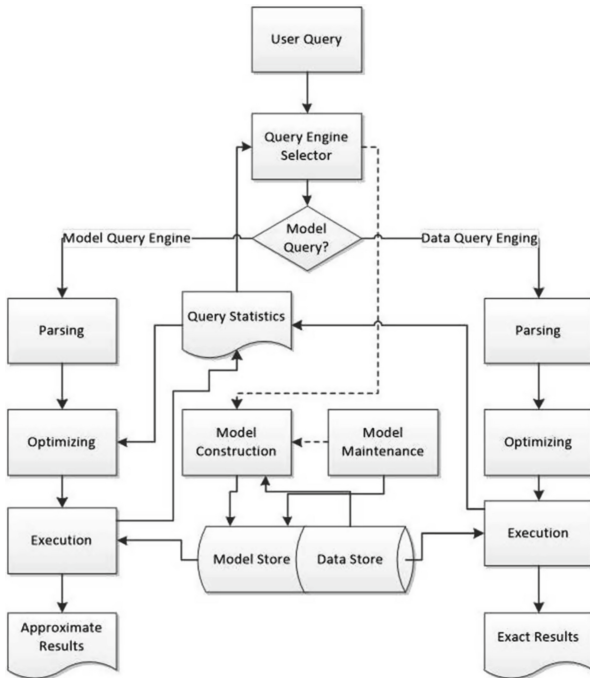 User Query
Query Engine
Selector
Model
Query?
Model Query Engine
Data Query Enging
Parsing
Query Statistics
Parsing
Optimizing
Model
Construction
Model
Maintenance
Optimizing
Execution
Model Store
Data Store
Execution
Approximate
Results
Exact Results